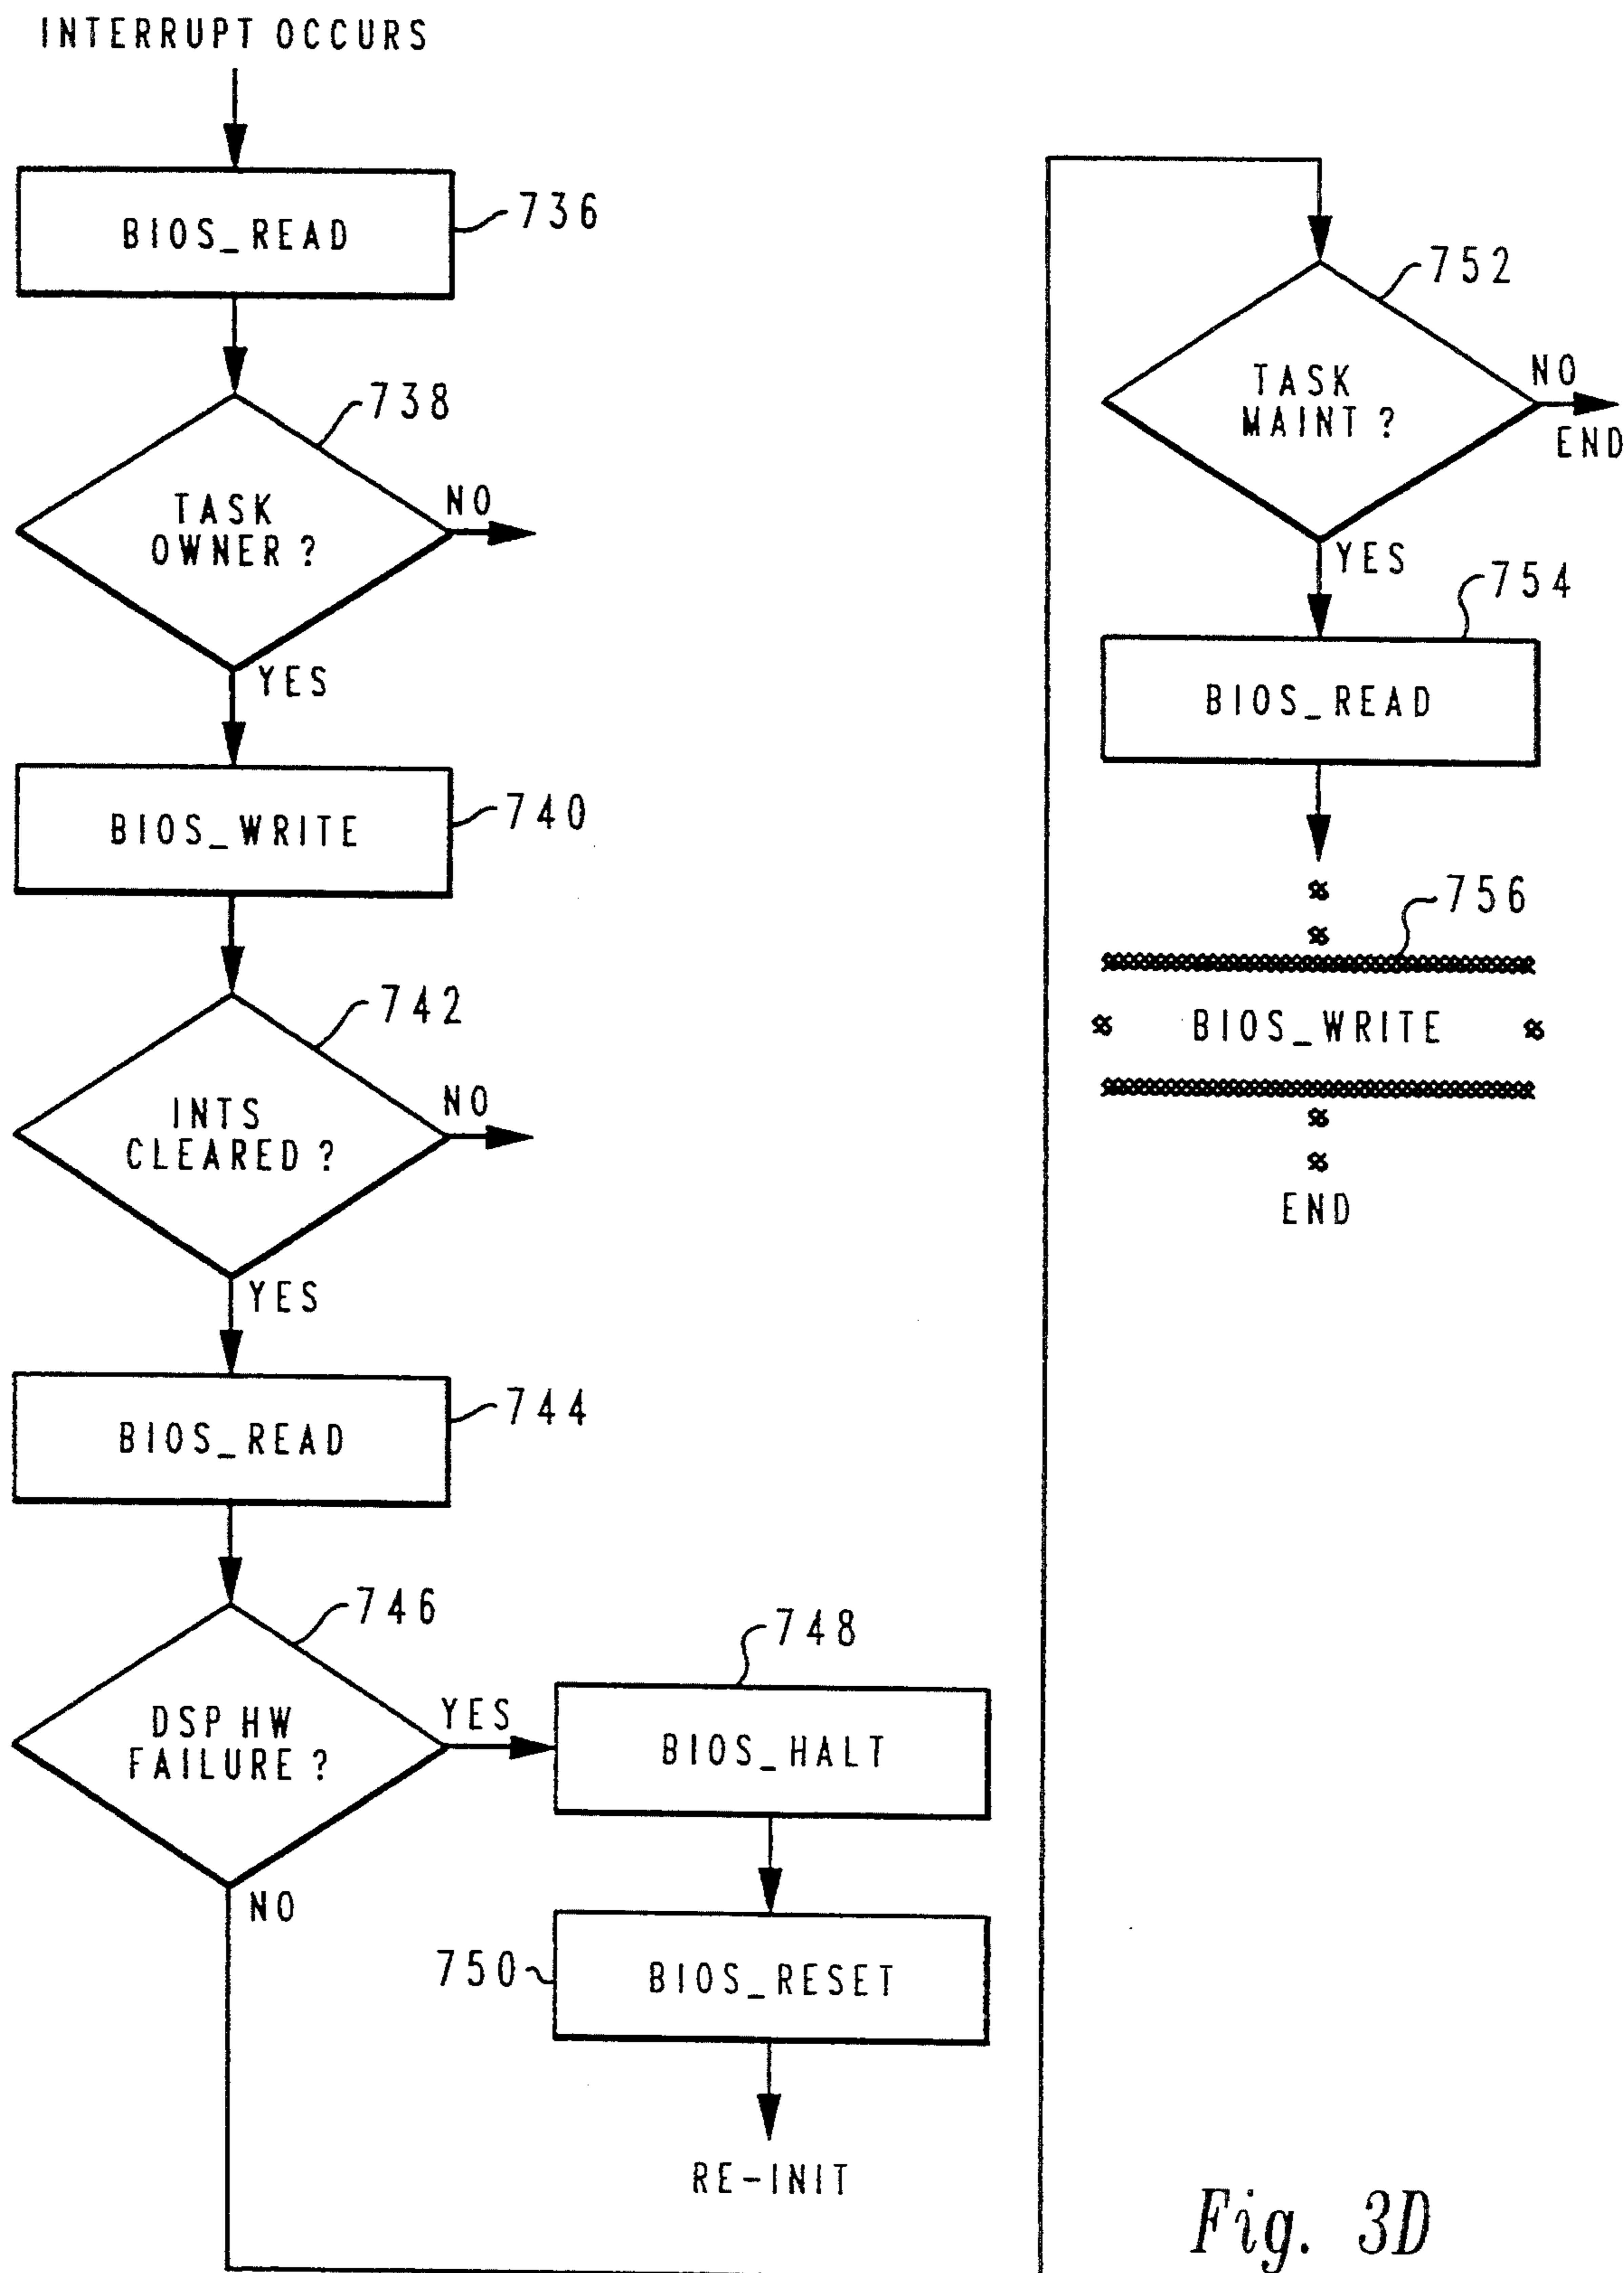 INTERRUPT OCCURS
BIOS_READ
736
738
TASK
OWNER ?
NO
YES
BIOS_WRITE
740
742
INTS
CLEARED ?
NO
YES
BIOS_READ
744
746
DSP HW
FAILURE ?
YES
NO
748
BIOS_HALT
750
BIOS_RESET
RE-INIT
752
TASK
MAINT ?
NO
END
YES
754
BIOS_READ
756
BIOS_WRITE
END
Fig. 3D